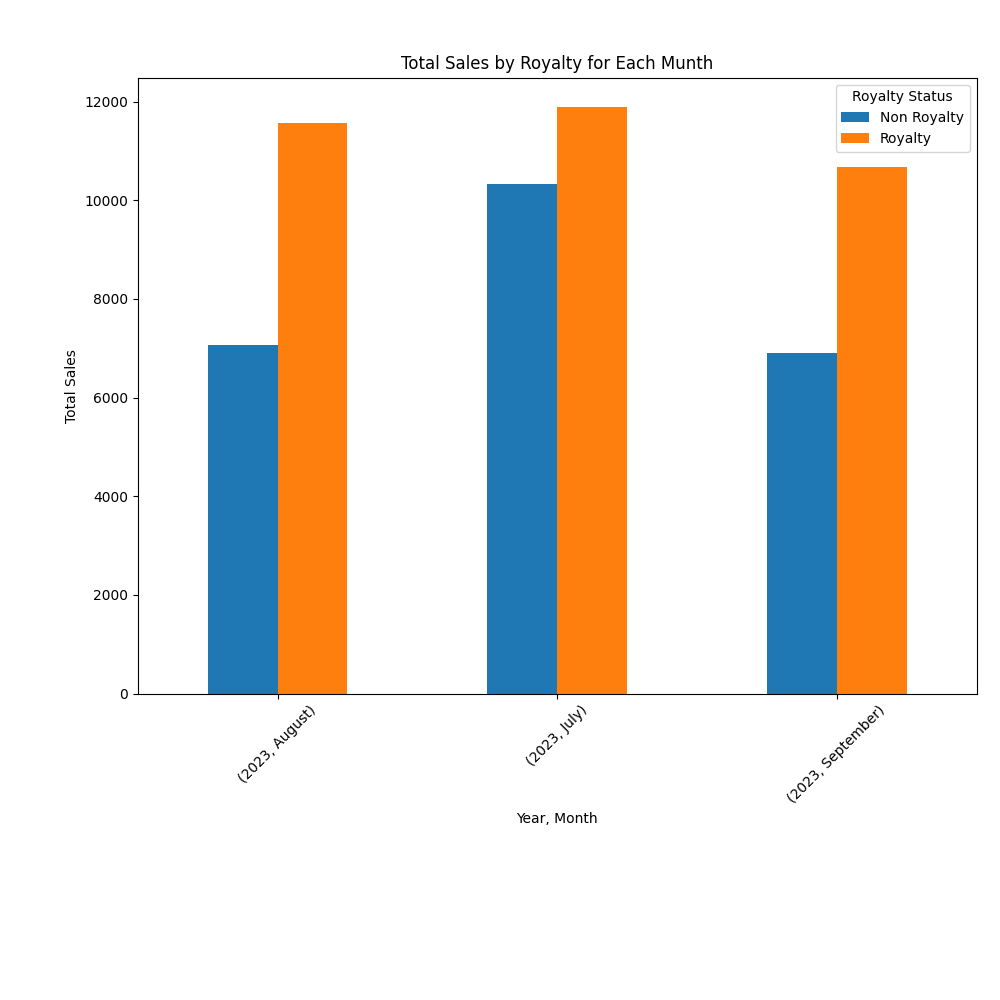 Total Sales by Royalty for Each Munth
Royalty Status
Non Royalty
Royalty
12000
10000
8000
6000
4000
2000
0
Total Sales
(2023, August)
(2023, July)
(2023, September)
Year, Month